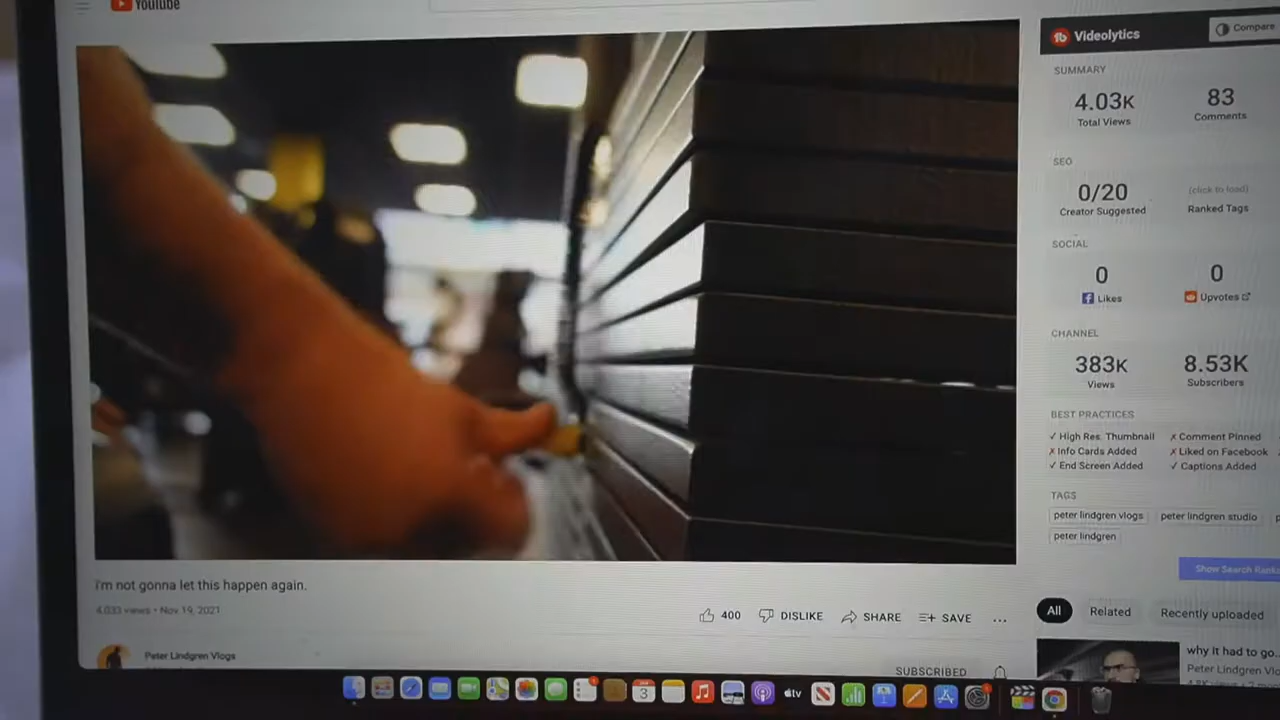 YouTube
Videolytics
Compare
SUMMARY
4.03K
83
Total Views
Comments
SEO
0/20
(click to load)
Creator Suggested
Ranked Tags
SOCIAL
0
0
Likes
Upvotes
CHANNEL
383K
8.53K
Views
Subscribers
BEST PRACTICES
✓ High Res. Thumbnail
✗ Comment Pinned
✗ Info Cards Added
✗ Liked on Facebook
✓ End Screen Added
✓ Captions Added
TAGS
peter lindgren vlogs
peter lindgren studio
peter lindgren
Show Search Ranks
i'm not gonna let this happen again.
4,033 views • Nov 19, 2021
400
DISLIKE
SHARE
SAVE
...
All
Related
Recently uploaded
Peter Lindgren Vlogs
SUBSCRIBED
why it had to go...
Peter Lindgren Vl
3
tv